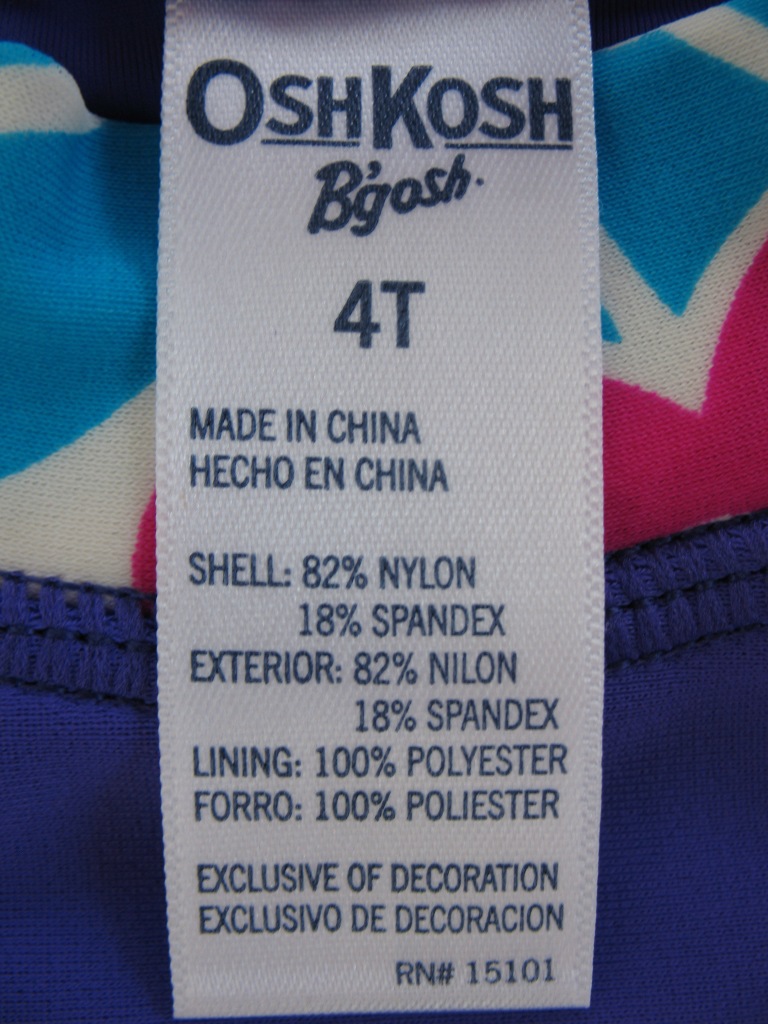 OSHKOSH
B'gosh.
4T
MADE IN CHINA
HECHO EN CHINA
SHELL: 82% NYLON
18% SPANDEX
EXTERIOR: 82% NILON
18% SPANDEX
LINING: 100% POLYESTER
FORRO: 100% POLIESTER
EXCLUSIVE OF DECORATION
EXCLUSIVO DE DECORACION
RN# 15101